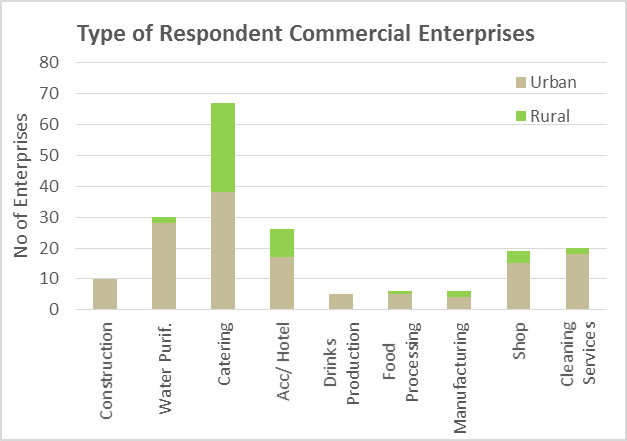 Type of Respondent Commercial Enterprises
80
70
60
50
40
30
20
10
0
No of Enterprises
Urban
Rural
Construction
Water Purif.
Catering
Acc/ Hotel
Drinks
Production
Food
Processing
Manufacturing
Shop
Cleaning
Services